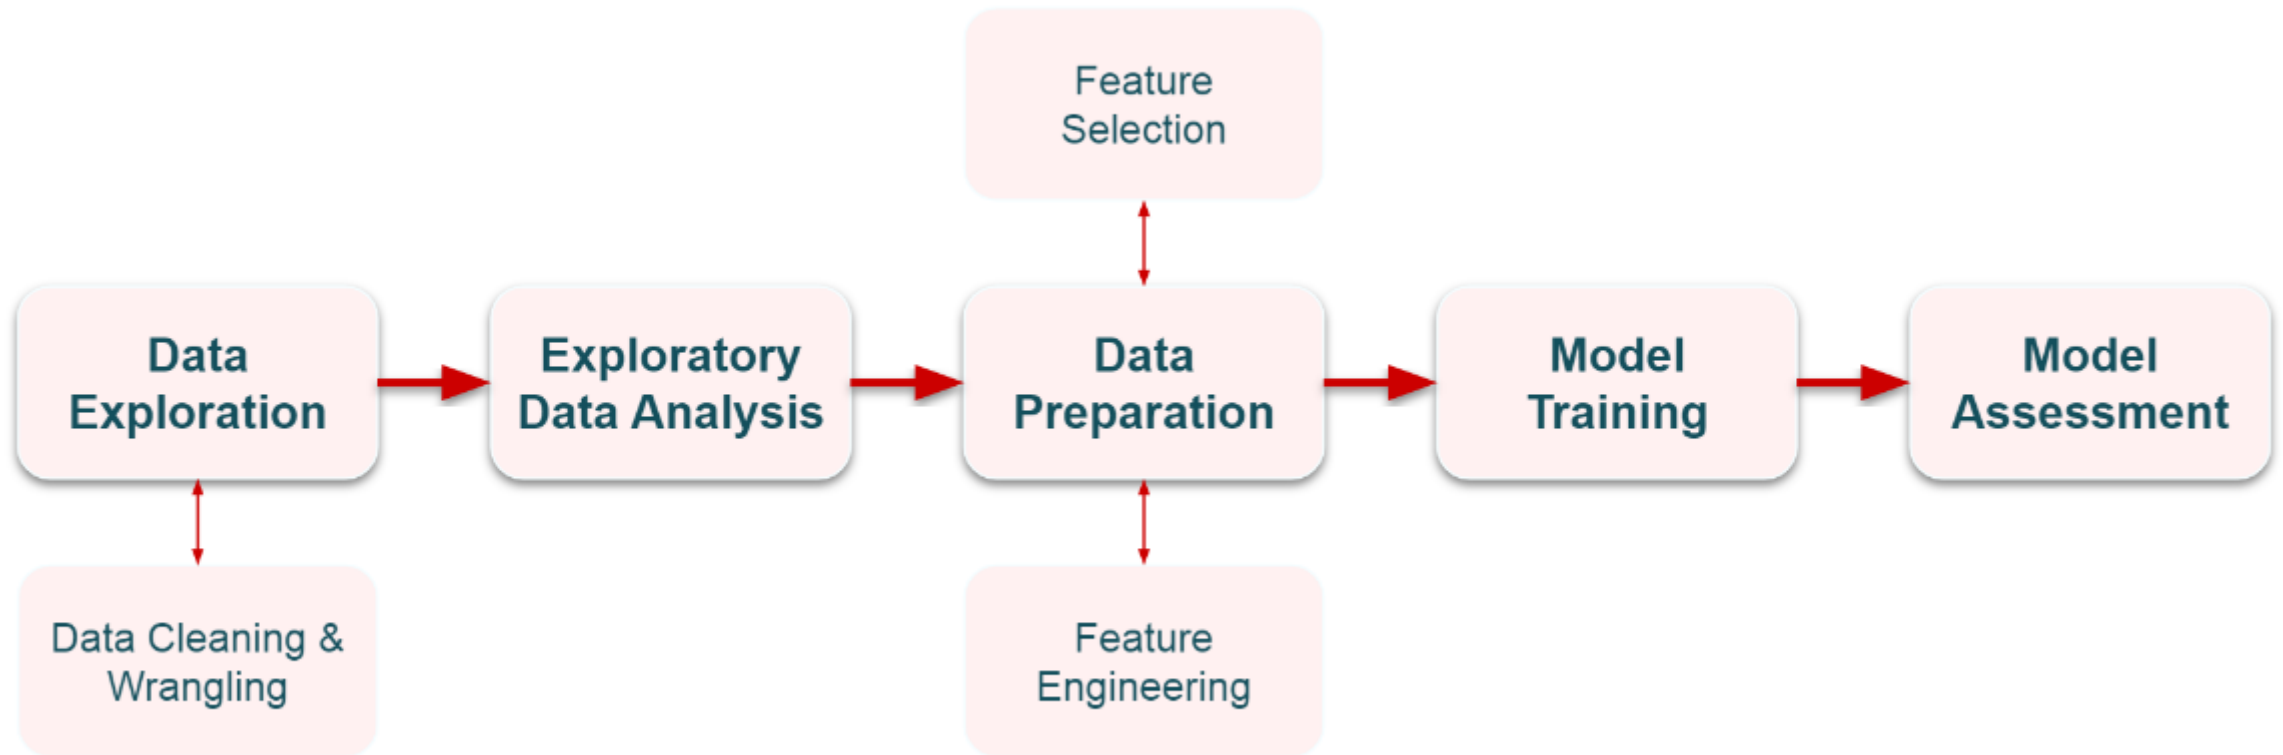 Feature
Selection
Data
Exploration
Exploratory
Data Analysis
Data
Preparation
Model
Training
Model
Assessment
Data Cleaning &
Wrangling
Feature
Engineering